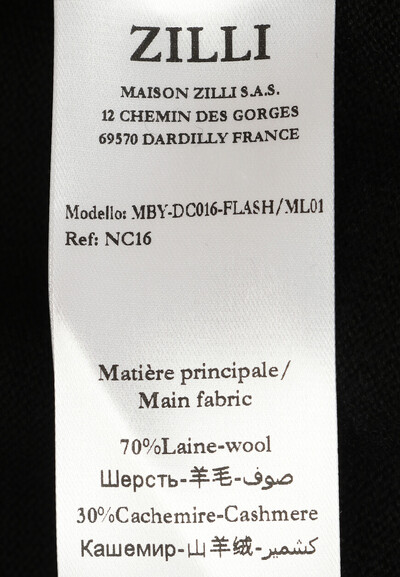 ZILLI
MAISON ZILLI S.A.S.
12 CHEMIN DES GORGES
69570 DARDILLY FRANCE
Modello: MBY-DC016-FLASH/ML01
Ref: NC16
Matière principale/
Main fabric
70%Laine-wool
Шерсть-羊毛-صوف
30%Cachemire-Cashmere
Кашемир-山羊绒-كشمير